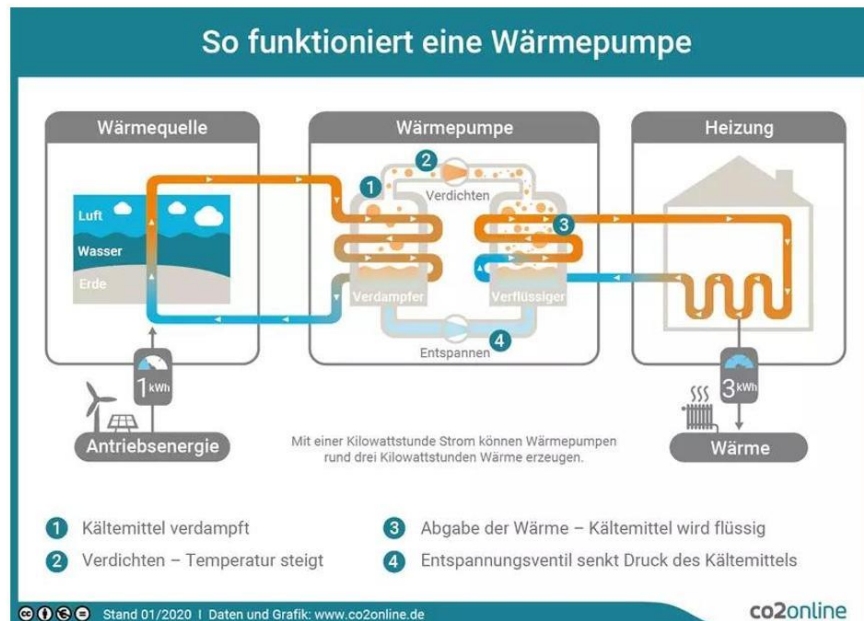 So funktioniert eine Wärmepumpe
Wärmequelle
Wärmepumpe
Heizung
Luft
Wasser
Erde
1
2
Verdichten
3
Verdampfer
Verflüssiger
4
Entspannen
1 kWh
Antriebsenergie
Mit einer Kilowattstunde Strom können Wärmepumpen
rund drei Kilowattstunden Wärme erzeugen.
3 kWh
Wärme
1 Kältemittel verdampft
2 Verdichten – Temperatur steigt
3 Abgabe der Wärme – Kältemittel wird flüssig
4 Entspannungsventil senkt Druck des Kältemittels
cc Stand 01/2020 I Daten und Grafik: www.co2online.de
co2online